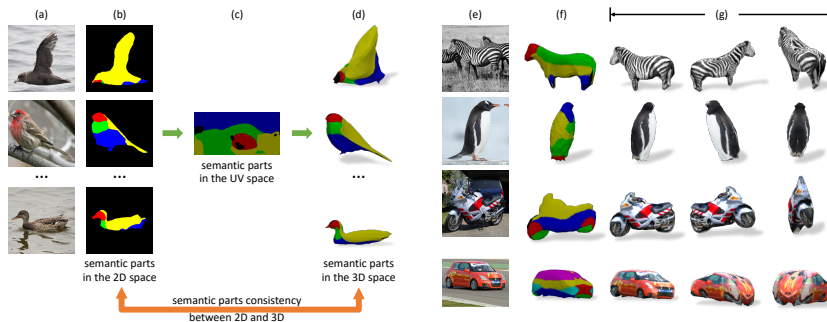 (a) (b) (c) (d) (e) (f) (g)
...
...
...
semantic parts
in the UV space
semantic parts
in the 2D space
semantic parts
in the 3D space
semantic parts consistency
between 2D and 3D